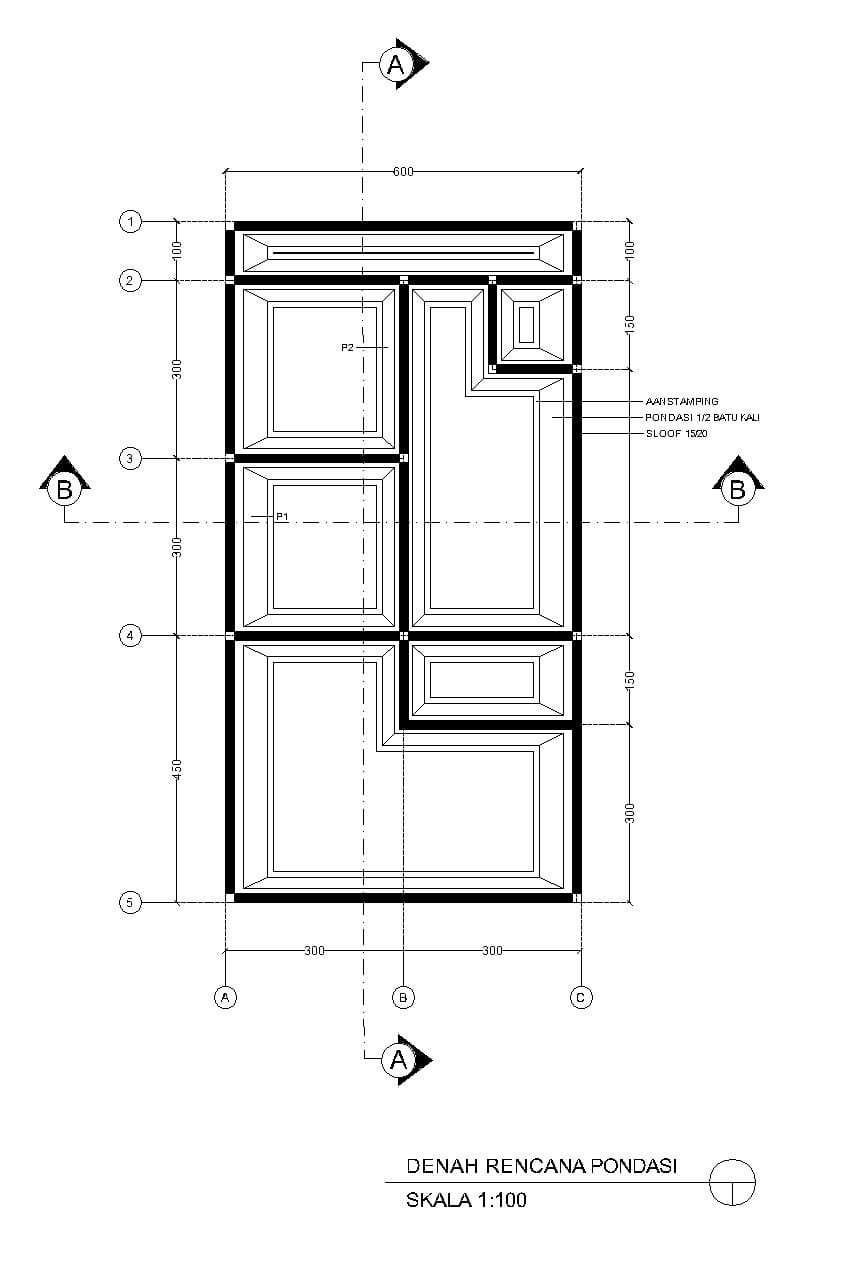 A
600
1
100
100
2
150
P2
300
AANSTAMPING
PONDASI 1/2 BATU KALI
SLOOF 15/20
3
B
B
P1
300
4
150
450
300
5
300
300
A
B
C
A
DENAH RENCANA PONDASI
SKALA 1:100